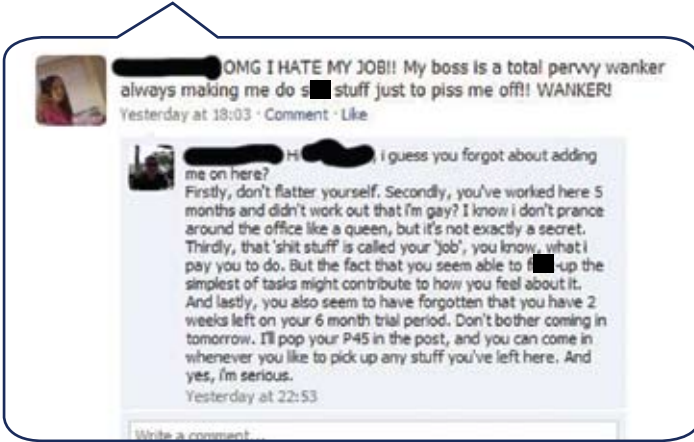 OMG I HATE MY JOB!! My boss is a total pervvy wanker
always making me do s stuff just to piss me off!! WANKER!
Yesterday at 18:03 · Comment · Like
Hi , i guess you forgot about adding
me on here?
Firstly, don't flatter yourself. Secondly, you've worked here 5
months and didn't work out that i'm gay? I know i don't prance
around the office like a queen, but it's not exactly a secret.
Thirdly, that 'shit stuff' is called your 'job', you know, what i
pay you to do. But the fact that you seem able to f -up the
simplest of tasks might contribute to how you feel about it.
And lastly, you also seem to have forgotten that you have 2
weeks left on your 6 month trial period. Don't bother coming in
tomorrow. I'll pop your P45 in the post, and you can come in
whenever you like to pick up any stuff you've left here. And
yes, i'm serious.
Yesterday at 22:53
Write a comment...